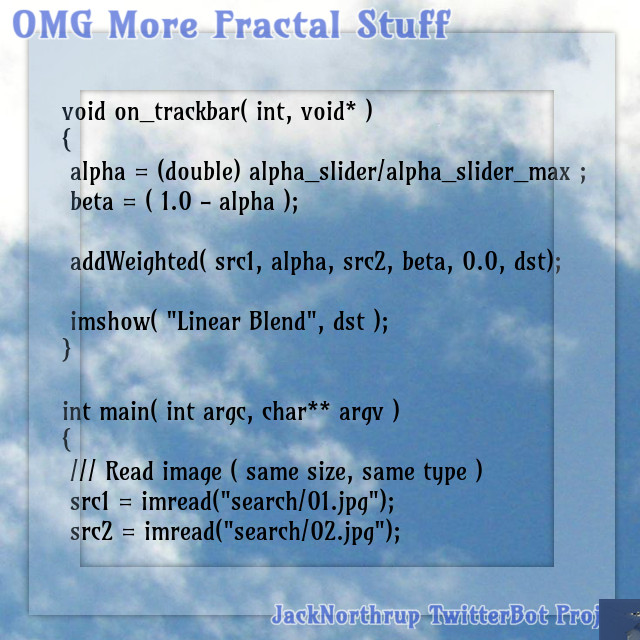 OMG More Fractal Stuff
void on_trackbar( int, void* )
{
alpha = (double) alpha_slider/alpha_slider_max ;
beta = ( 1.0 - alpha );
addWeighted( src1, alpha, src2, beta, 0.0, dst);
imshow( "Linear Blend", dst );
}
int main( int argc, char** argv )
{
/// Read image ( same size, same type )
src1 = imread("search/01.jpg");
src2 = imread("search/02.jpg");
JackNorthrup TwitterBot Proj